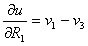 ∂u/∂R₁ = v₁ − v₃